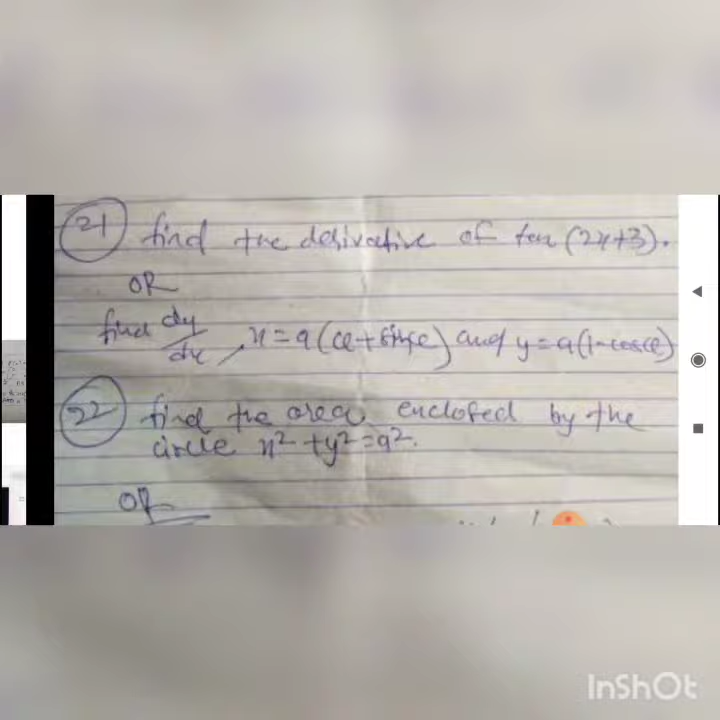 21 find the derivative of tan (2x+3).
OR
find dy/dx, x = a(θ+sinθ) and y=a(1-cosθ)
22 find the area enclosed by the
circle x² + y² = a².
OR
InShOt